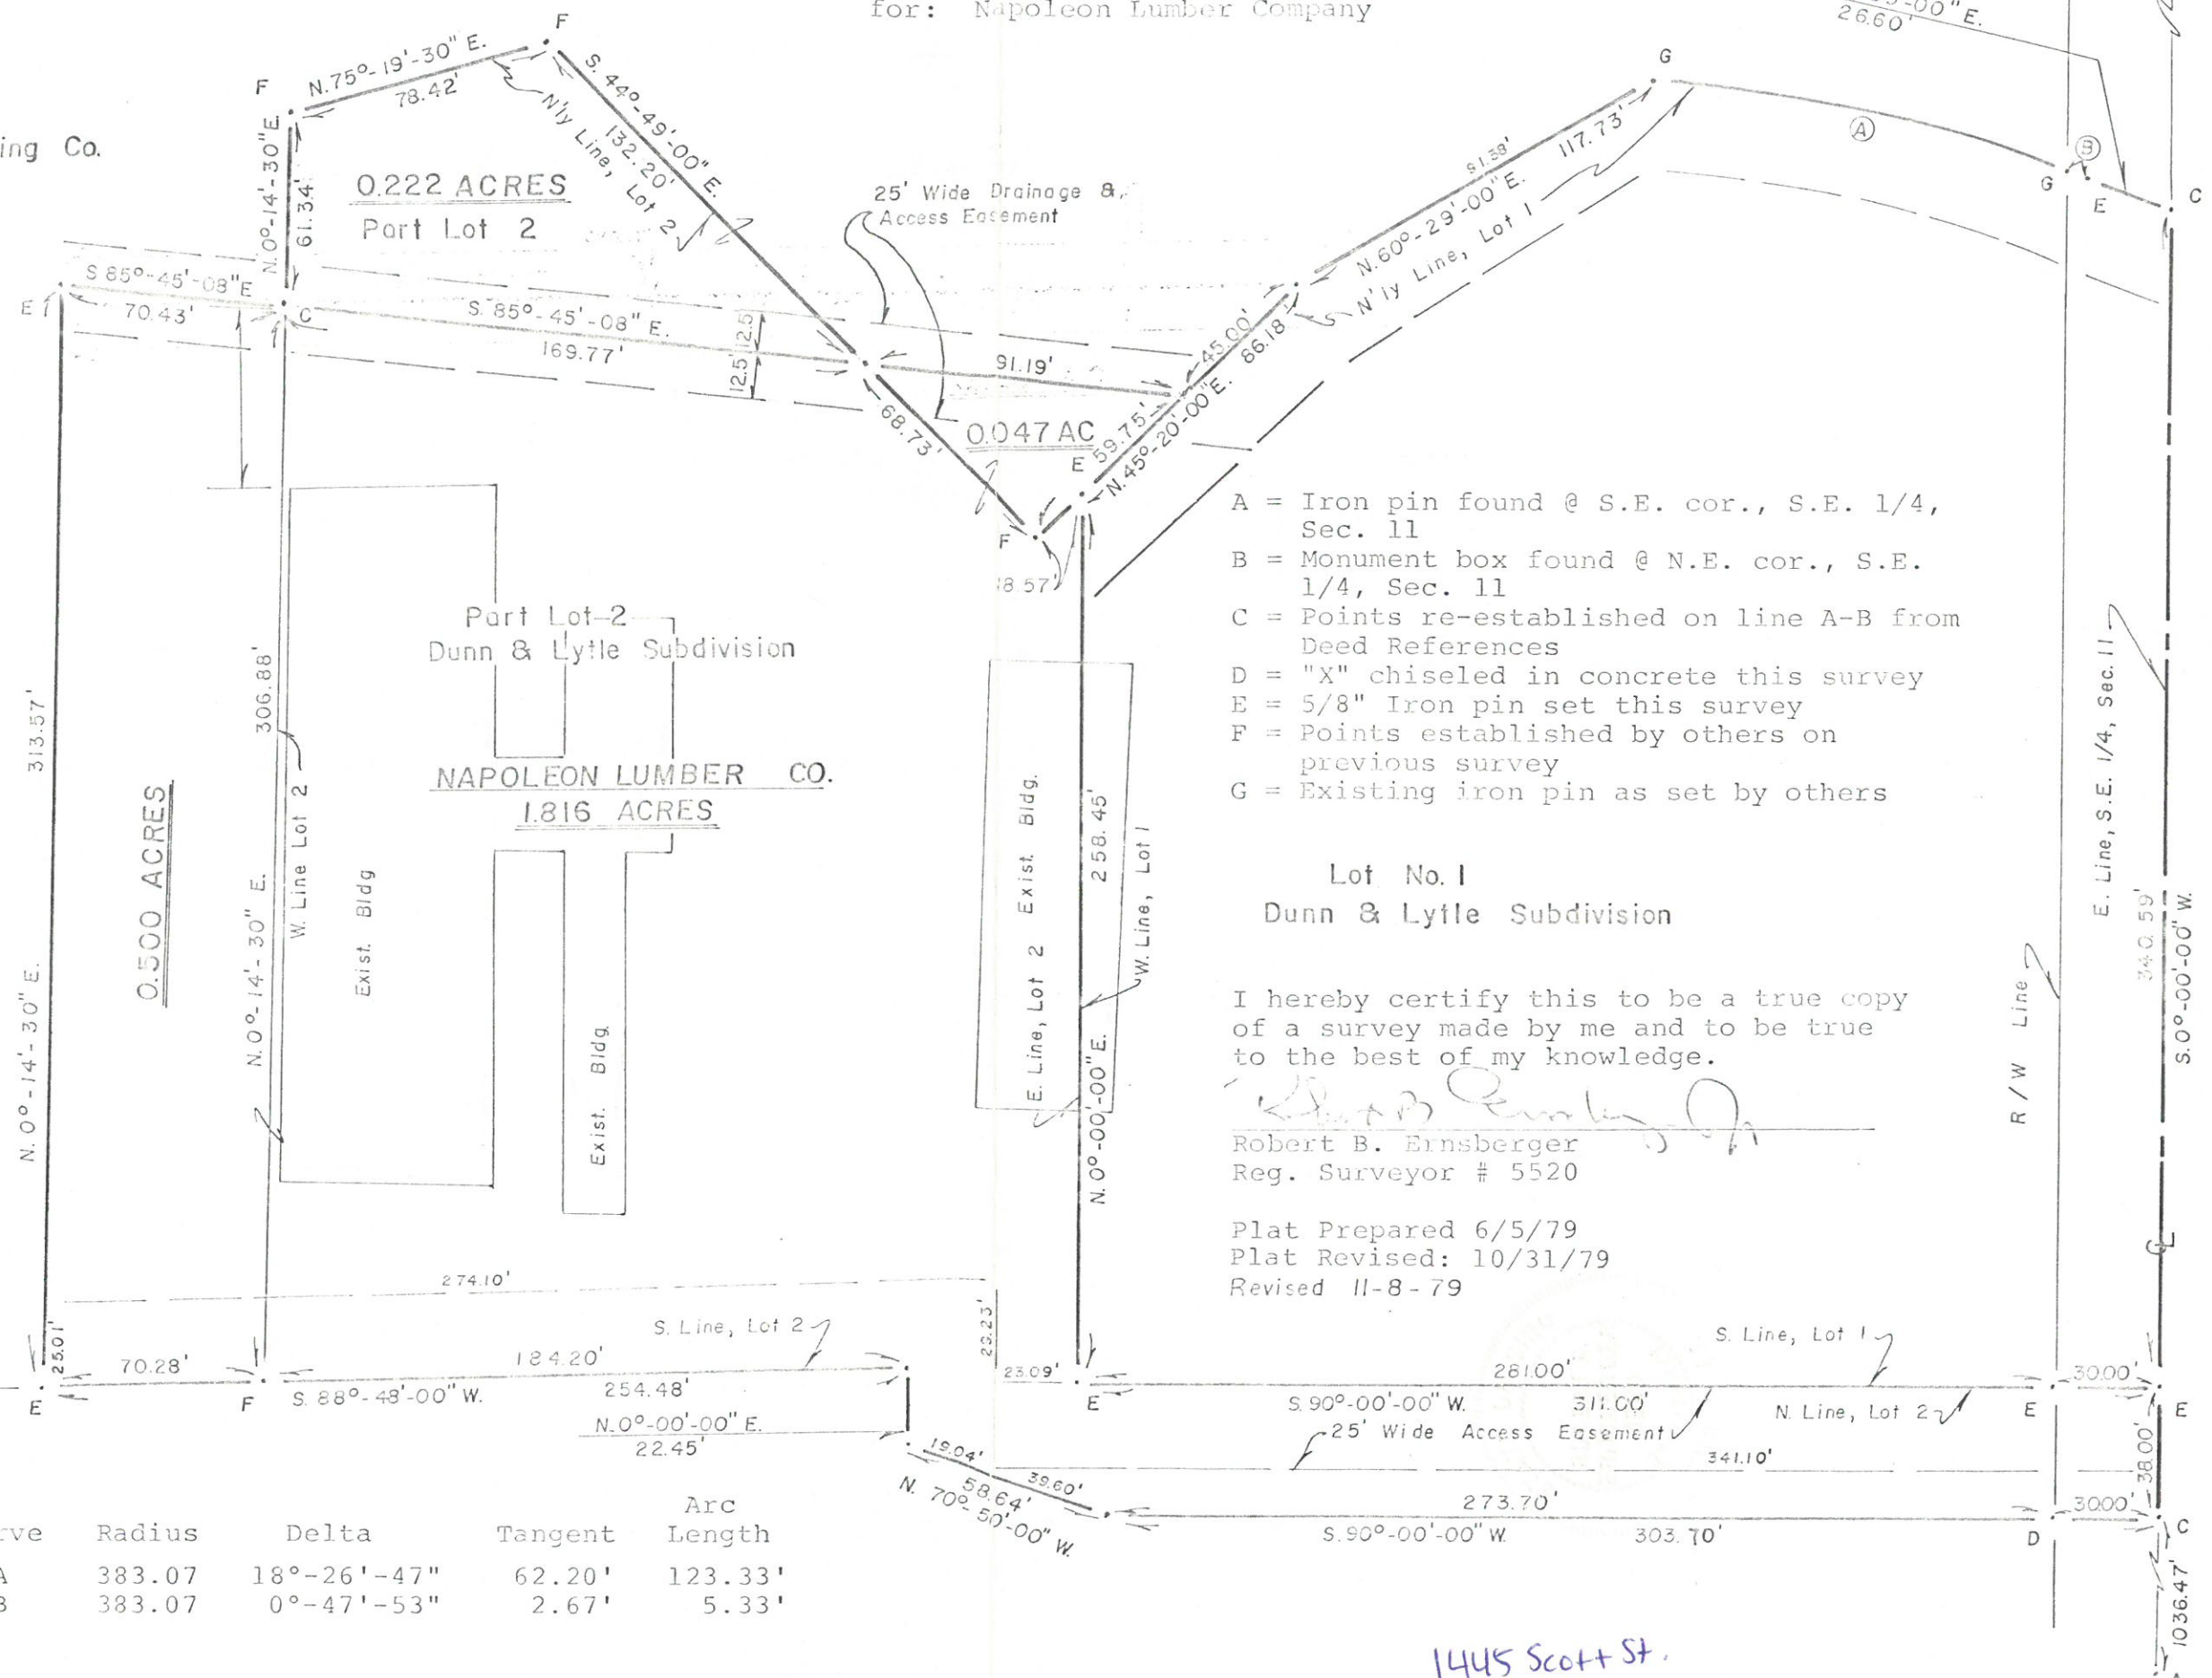 for: Napoleon Lumber Company
-00" E.
26.60'
ing Co.
F
F
N.75°-19'-30" E.
78.42'
N'ly Line, Lot 2
S. 44°-49'-00" E.
132.20'
N.0°-14'-30" E.
61.34'
0.222 ACRES
Part Lot 2
25' Wide Drainage &
Access Easement
G
117.73'
91.38'
N.60°-29'-00" E.
N'ly Line, Lot 1
A
B
G
E
C
S 85°-45'-08"E
70.43'
E
C
S. 85°-45'-08" E.
169.77'
12.5'
12.5'
91.19'
45.00'
86.18'
59.75'
N.45°-20'-00"E.
68.73'
0.047 AC
E
F
18.57'
A = Iron pin found @ S.E. cor., S.E. 1/4,
Sec. 11
B = Monument box found @ N.E. cor., S.E.
1/4, Sec. 11
C = Points re-established on line A-B from
Deed References
D = "X" chiseled in concrete this survey
E = 5/8" Iron pin set this survey
F = Points established by others on
previous survey
G = Existing iron pin as set by others
Part Lot 2
Dunn & Lytle Subdivision
NAPOLEON LUMBER CO.
1.816 ACRES
313.57'
N. 0°-14'-30" E.
0.500 ACRES
306.88'
N.0°-14'-30" E.
W. Line Lot 2
Exist. Bldg
Exist. Bldg.
E. Line, Lot 2 Exist. Bldg.
258.45'
N.0°-00'-00" E.
W. Line, Lot 1
Lot No. 1
Dunn & Lytle Subdivision
I hereby certify this to be a true copy
of a survey made by me and to be true
to the best of my knowledge.
Robert B. Ernsberger
Reg. Surveyor # 5520
Plat Prepared 6/5/79
Plat Revised: 10/31/79
Revised 11-8-79
R/W Line
E. Line, S.E. 1/4, Sec. 11
340.59'
S.0°-00'-00" W.
274.10'
25.01'
29.23'
S. Line, Lot 2
S. Line, Lot 1
70.28'
184.20'
23.09'
281.00'
30.00'
E
F
S. 88°-48'-00" W.
254.48'
E
S.90°-00'-00" W.
311.00'
N. Line, Lot 2
E
E
N.0°-00'-00" E.
22.45'
25' Wide Access Easement
341.10'
38.00'
19.04'
39.60'
58.64'
N. 70°-50'-00" W.
273.70'
30.00'
S.90°-00'-00" W.
303.70'
D
C
1036.47'
rve Radius Delta Tangent Arc Length
A 383.07 18°-26'-47" 62.20' 123.33'
B 383.07 0°-47'-53" 2.67' 5.33'
1445 Scott St.